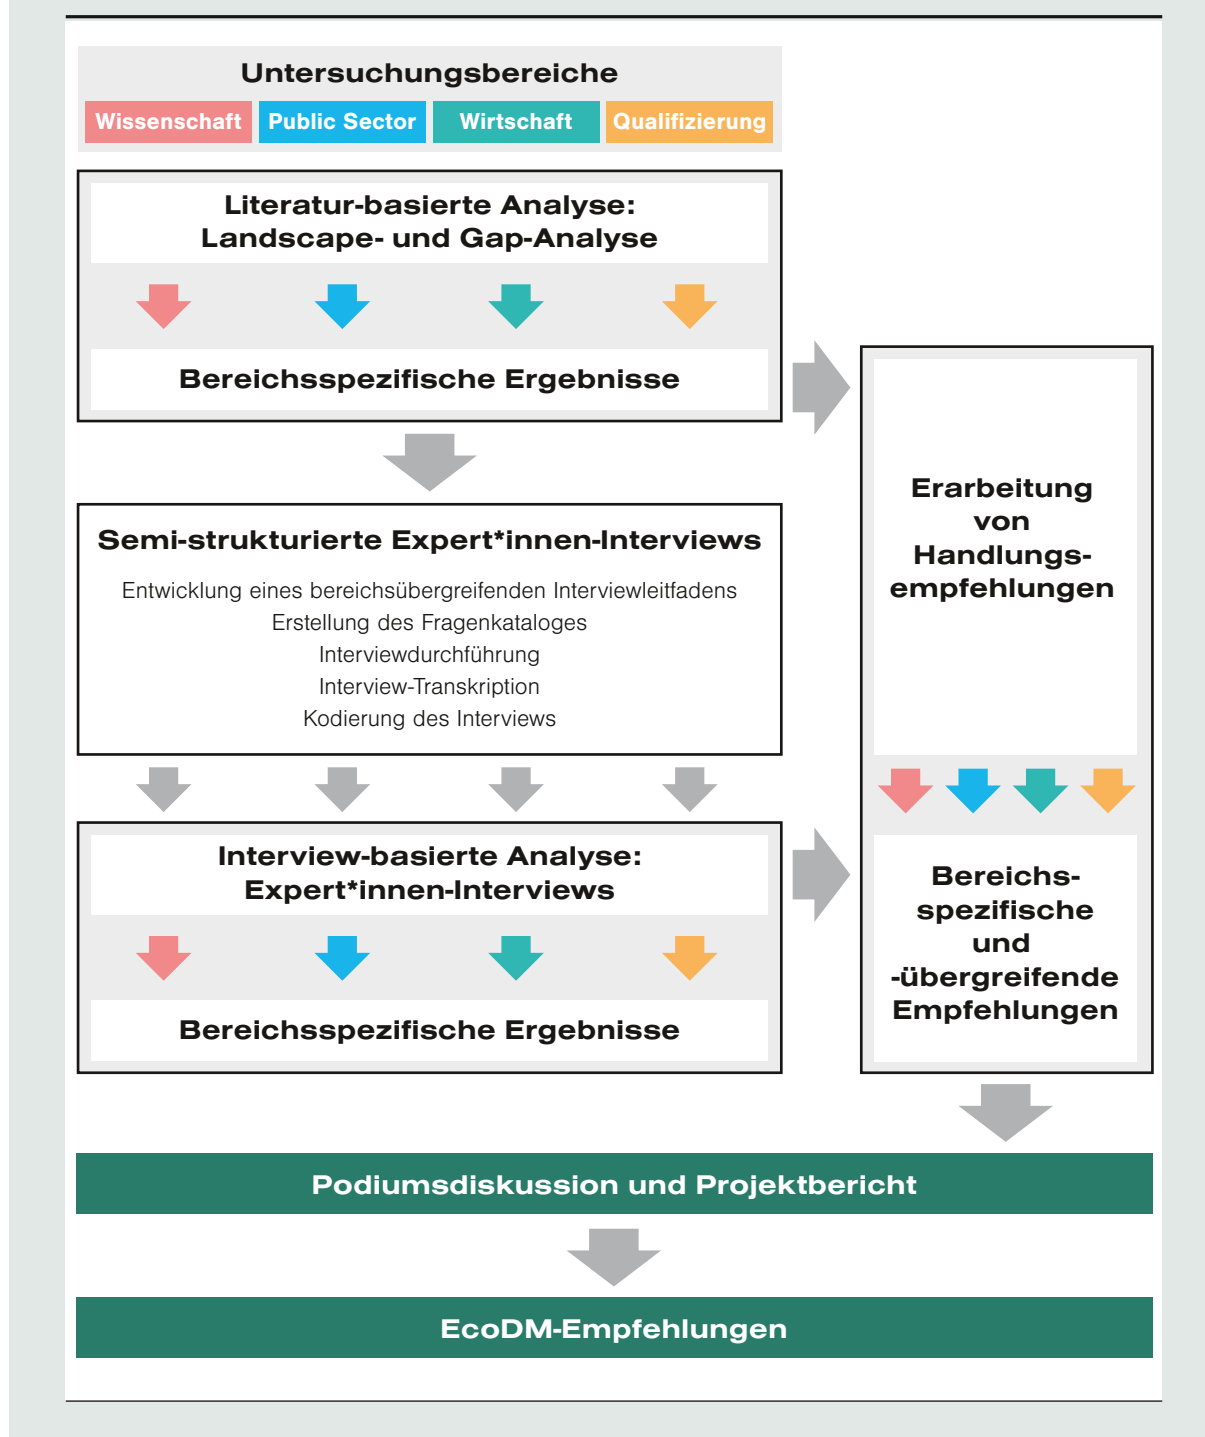 Untersuchungsbereiche
Wissenschaft
Public Sector
Wirtschaft
Qualifizierung
Literatur-basierte Analyse:
Landscape- und Gap-Analyse
Bereichsspezifische Ergebnisse
Semi-strukturierte Expert*innen-Interviews
Entwicklung eines bereichsübergreifenden Interviewleitfadens
Erstellung des Fragenkataloges
Interviewdurchführung
Interview-Transkription
Kodierung des Interviews
Interview-basierte Analyse:
Expert*innen-Interviews
Bereichsspezifische Ergebnisse
Erarbeitung
von
Handlungs-
empfehlungen
Bereichs-
spezifische
und
-übergreifende
Empfehlungen
Podiumsdiskussion und Projektbericht
EcoDM-Empfehlungen